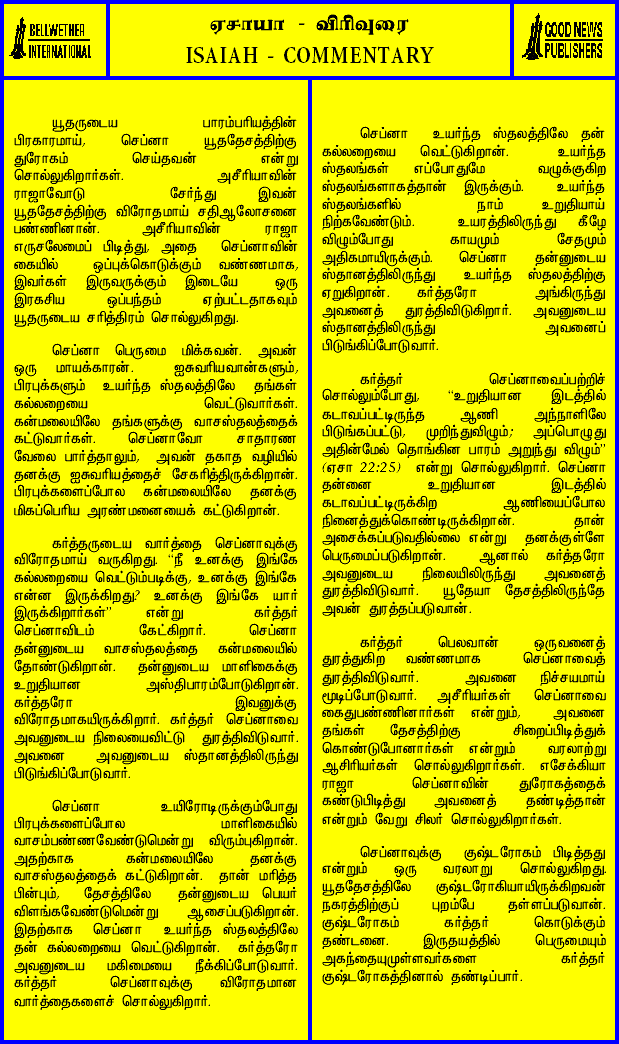 BELLWETHER
INTERNATIONAL
ஏசாயா - விரிவுரை
ISAIAH - COMMENTARY
GOOD NEWS
PUBLISHERS
யூதருடைய பாரம்பரியத்தின்
பிரகாரமாய், செப்னா யூததேசத்திற்கு
துரோகம் செய்தவன் என்று
சொல்லுகிறார்கள். அசீரியாவின்
ராஜாவோடு சேர்ந்து இவன்
யூததேசத்திற்கு விரோதமாய் சதிஆலோசனை
பண்ணினான். அசீரியாவின் ராஜா
எருசலேமைப் பிடித்து, அதை செப்னாவின்
கையில் ஒப்புக்கொடுக்கும் வண்ணமாக,
இவர்கள் இருவருக்கும் இடையே ஒரு
இரகசிய ஒப்பந்தம் ஏற்பட்டதாகவும்
யூதருடைய சரித்திரம் சொல்லுகிறது.
செப்னா பெருமை மிக்கவன். அவன்
ஒரு மாயக்காரன். ஐசுவரியவான்களும்,
பிரபுக்களும் உயர்ந்த ஸ்தலத்திலே தங்கள்
கல்லறையை வெட்டுவார்கள்.
கன்மலையிலே தங்களுக்கு வாசஸ்தலத்தைக்
கட்டுவார்கள். செப்னாவோ சாதாரண
வேலை பார்த்தாலும், அவன் தகாத வழியில்
தனக்கு ஐசுவரியத்தைச் சேகரித்திருக்கிறான்.
பிரபுக்களைப்போல கன்மலையிலே தனக்கு
மிகப்பெரிய அரண்மனையைக் கட்டுகிறான்.
கர்த்தருடைய வார்த்தை செப்னாவுக்கு
விரோதமாய் வருகிறது. "நீ உனக்கு இங்கே
கல்லறையை வெட்டும்படிக்கு, உனக்கு இங்கே
என்ன இருக்கிறது? உனக்கு இங்கே யார்
இருக்கிறார்கள்" என்று கர்த்தர்
செப்னாவிடம் கேட்கிறார். செப்னா
தன்னுடைய வாசஸ்தலத்தை கன்மலையில்
தோண்டுகிறான். தன்னுடைய மாளிகைக்கு
உறுதியான அஸ்திபாரம்போடுகிறான்.
கர்த்தரோ இவனுக்கு
விரோதமாகயிருக்கிறார். கர்த்தர் செப்னாவை
அவனுடைய நிலையைவிட்டு துரத்திவிடுவார்.
அவனை அவனுடைய ஸ்தானத்திலிருந்து
பிடுங்கிப்போடுவார்.
செப்னா உயிரோடிருக்கும்போது
பிரபுக்களைப்போல மாளிகையில்
வாசம்பண்ணவேண்டுமென்று விரும்புகிறான்.
அதற்காக கன்மலையிலே தனக்கு
வாசஸ்தலத்தைக் கட்டுகிறான். தான் மரித்த
பின்பும், தேசத்திலே தன்னுடைய பெயர்
விளங்கவேண்டுமென்று ஆசைப்படுகிறான்.
இதற்காக செப்னா உயர்ந்த ஸ்தலத்திலே
தன் கல்லறையை வெட்டுகிறான். கர்த்தரோ
அவனுடைய மகிமையை நீக்கிப்போடுவார்.
கர்த்தர் செப்னாவுக்கு விரோதமான
வார்த்தைகளைச் சொல்லுகிறார்.
செப்னா உயர்ந்த ஸ்தலத்திலே தன்
கல்லறையை வெட்டுகிறான். உயர்ந்த
ஸ்தலங்கள் எப்போதுமே வழுக்குகிற
ஸ்தலங்களாகத்தான் இருக்கும். உயர்ந்த
ஸ்தலங்களில் நாம் உறுதியாய்
நிற்கவேண்டும். உயரத்திலிருந்து கீழே
விழும்போது காயமும் சேதமும்
அதிகமாயிருக்கும். செப்னா தன்னுடைய
ஸ்தானத்திலிருந்து உயர்ந்த ஸ்தலத்திற்கு
ஏறுகிறான். கர்த்தரோ அங்கிருந்து
அவனைத் துரத்திவிடுகிறார். அவனுடைய
ஸ்தானத்திலிருந்து அவனைப்
பிடுங்கிப்போடுவார்.
கர்த்தர் செப்னாவைப்பற்றிச்
சொல்லும்போது, "உறுதியான இடத்தில்
கடாவப்பட்டிருந்த ஆணி அந்நாளிலே
பிடுங்கப்பட்டு, முறிந்துவிழும்; அப்பொழுது
அதின்மேல் தொங்கின பாரம் அறுந்து விழும்"
(ஏசா 22:25) என்று சொல்லுகிறார். செப்னா
தன்னை உறுதியான இடத்தில்
கடாவப்பட்டிருக்கிற ஆணியைப்போல
நினைத்துக்கொண்டிருக்கிறான். தான்
அசைக்கப்படுவதில்லை என்று தனக்குள்ளே
பெருமைப்படுகிறான். ஆனால் கர்த்தரோ
அவனுடைய நிலையிலிருந்து அவனைத்
துரத்திவிடுவார். யூதேயா தேசத்திலிருந்தே
அவன் துரத்தப்படுவான்.
கர்த்தர் பெலவான் ஒருவனைத்
துரத்துகிற வண்ணமாக செப்னாவைத்
துரத்திவிடுவார். அவனை நிச்சயமாய்
மூடிப்போடுவார். அசீரியர்கள் செப்னாவை
கைதுபண்ணினார்கள் என்றும், அவனை
தங்கள் தேசத்திற்கு சிறைப்பிடித்துக்
கொண்டுபோனார்கள் என்றும் வரலாற்று
ஆசிரியர்கள் சொல்லுகிறார்கள். எசேக்கியா
ராஜா செப்னாவின் துரோகத்தைக்
கண்டுபிடித்து அவனைத் தண்டித்தான்
என்றும் வேறு சிலர் சொல்லுகிறார்கள்.
செப்னாவுக்கு குஷ்டரோகம் பிடித்தது
என்றும் ஒரு வரலாறு சொல்லுகிறது.
யூததேசத்திலே குஷ்டரோகியாயிருக்கிறவன்
நகரத்திற்குப் புறம்பே தள்ளப்படுவான்.
குஷ்டரோகம் கர்த்தர் கொடுக்கும்
தண்டனை. இருதயத்தில் பெருமையும்
அகந்தையுமுள்ளவர்களை கர்த்தர்
குஷ்டரோகத்தினால் தண்டிப்பார்.